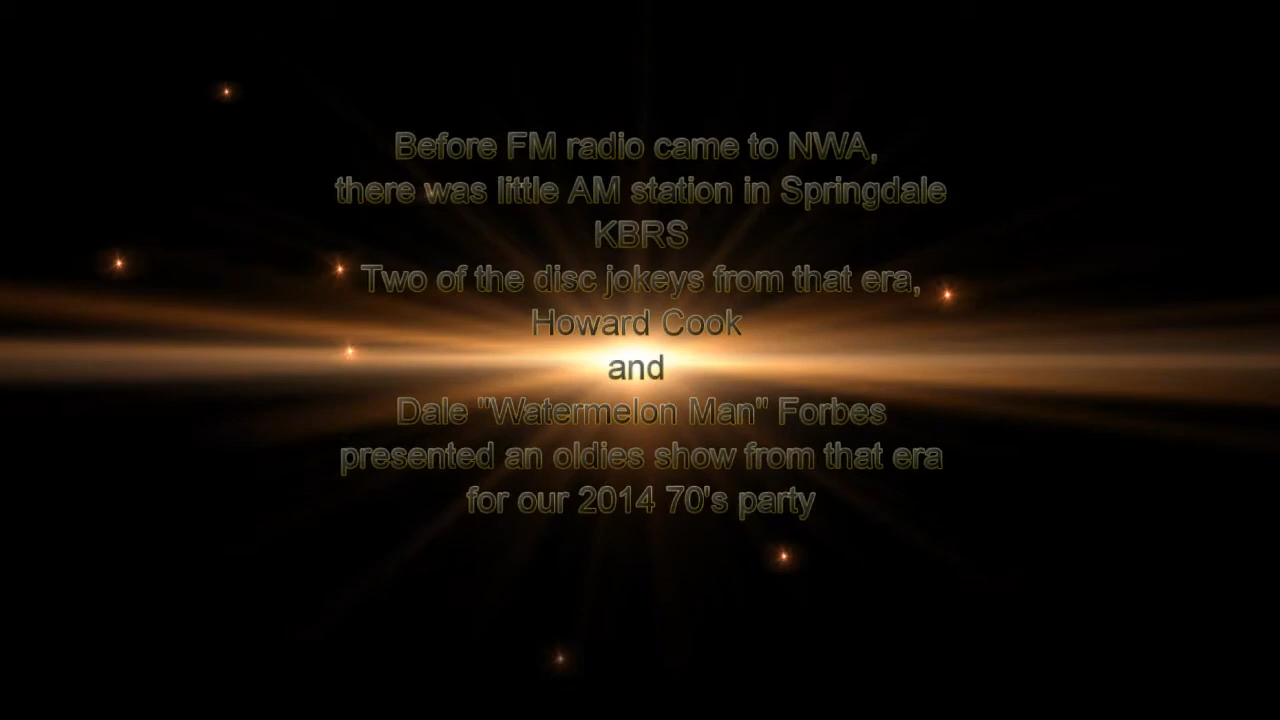 Before FM radio came to NWA,
there was little AM station in Springdale
KBRS
Two of the disc jokeys from that era,
Howard Cook
and
Dale "Watermelon Man" Forbes
presented an oldies show from that era
for our 2014 70's party